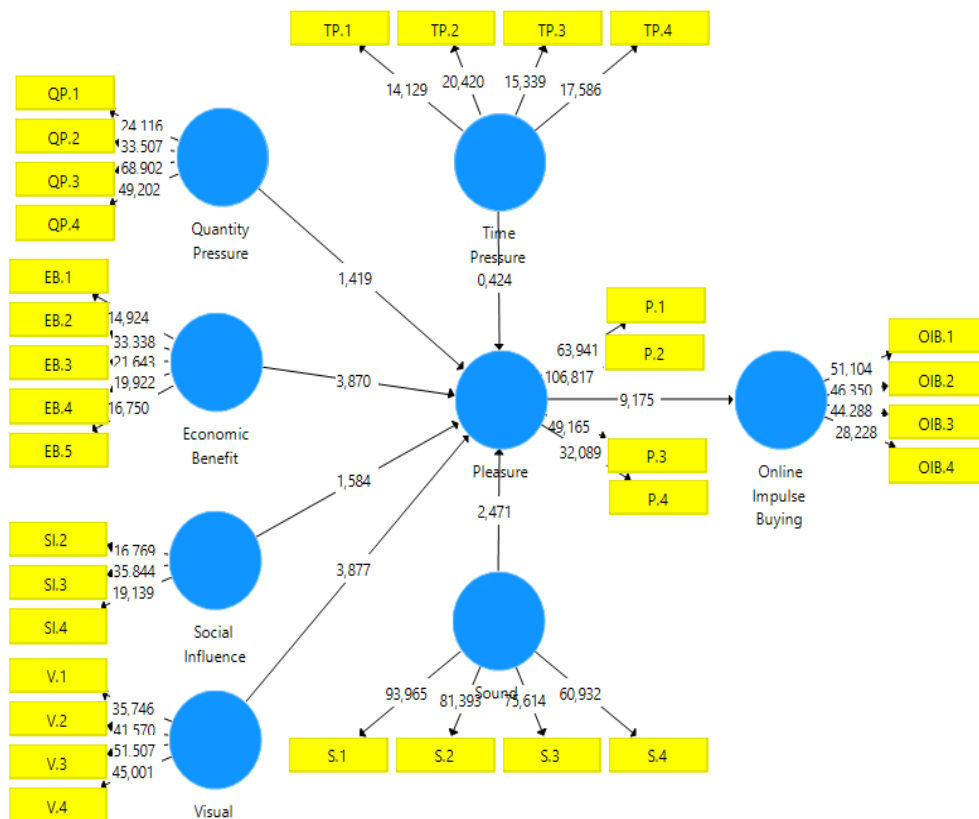 TP.1
TP.2
TP.3
TP.4
14,129
20,420
15,339
17,586
QP.1
QP.2
QP.3
QP.4
24,116
33,507
68,902
49,202
Quantity
Pressure
Time
Pressure
1,419
0,424
EB.1
EB.2
EB.3
EB.4
EB.5
14,924
33,338
21,643
19,922
16,750
Economic
Benefit
3,870
P.1
P.2
63,941
106,817
Pleasure
49,165
32,089
P.3
P.4
9,175
OIB.1
OIB.2
OIB.3
OIB.4
51,104
46,350
44,288
28,228
Online
Impulse
Buying
SI.2
SI.3
SI.4
16,769
35,844
19,139
Social
Influence
1,584
3,877
2,471
V.1
V.2
V.3
V.4
35,746
41,570
51,507
45,001
Visual
Sound
93,965
81,393
75,614
60,932
S.1
S.2
S.3
S.4